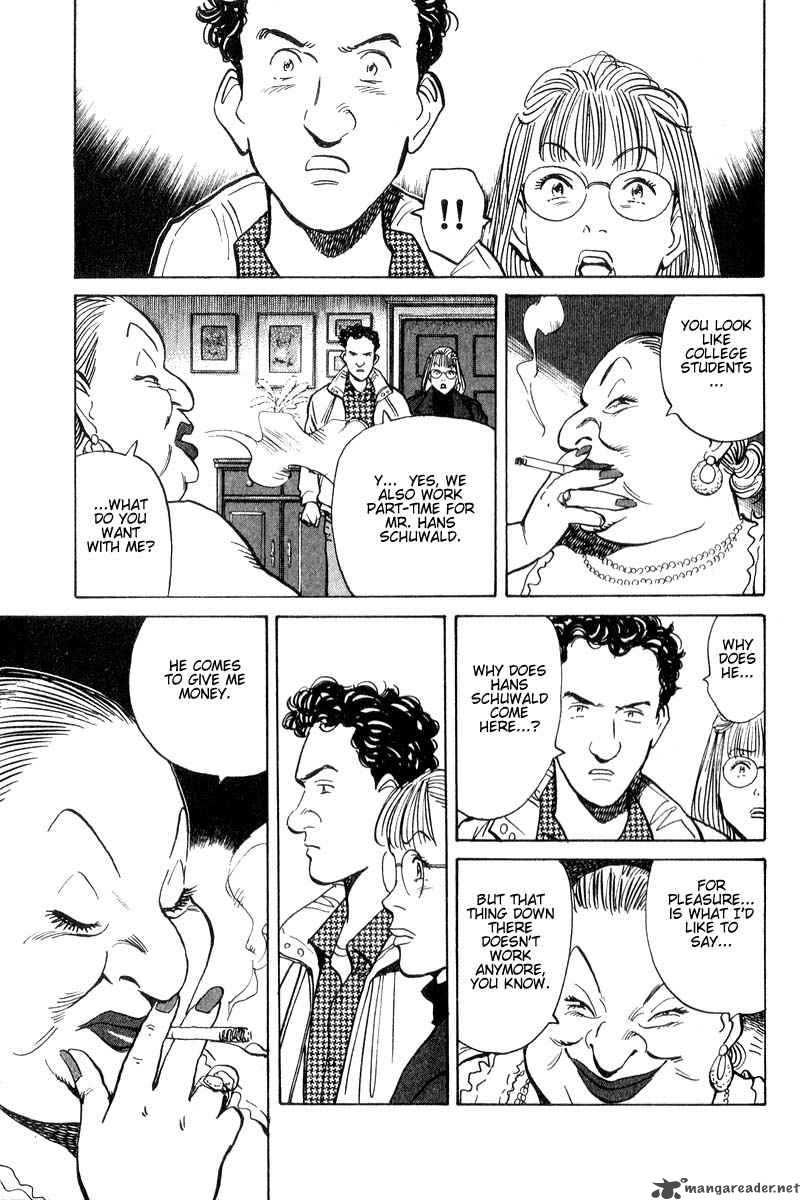 !!
YOU LOOK
LIKE
COLLEGE
STUDENTS
...
Y... YES, WE
ALSO WORK
PART-TIME FOR
MR. HANS
SCHUWALD.
...WHAT
DO YOU
WANT
WITH ME?
WHY
DOES
HE...
WHY DOES
HANS
SCHUWALD
COME
HERE...?
FOR
PLEASURE...
IS WHAT I'D
LIKE TO
SAY...
BUT THAT
THING DOWN
THERE
DOESN'T
WORK
ANYMORE,
YOU KNOW.
HE COMES
TO GIVE ME
MONEY.
mangareader.net